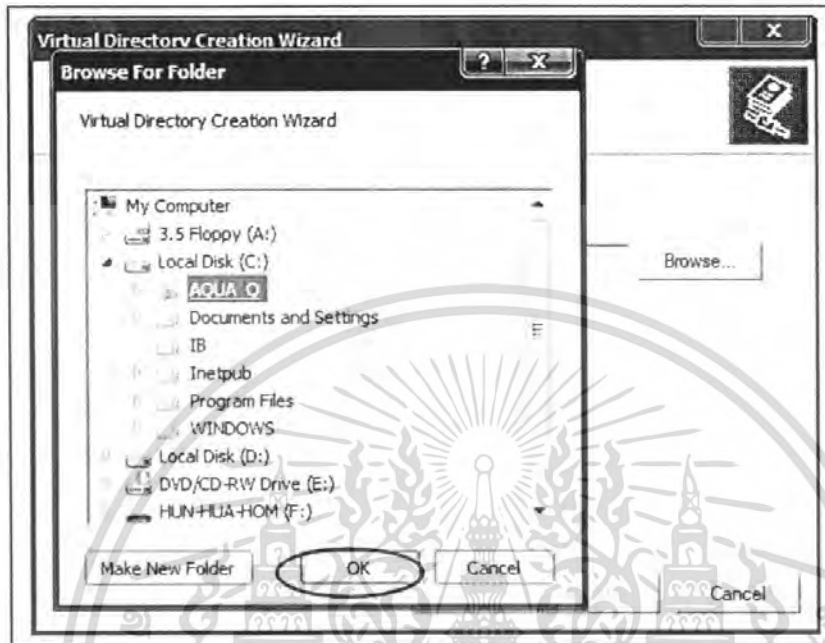 Virtual Directory Creation Wizard
Browse For Folder
Virtual Directory Creation Wizard
My Computer
3.5 Floppy (A:)
Local Disk (C:)
AQUA_Q
Documents and Settings
IB
Inetpub
Program Files
WINDOWS
Local Disk (D:)
DVD/CD-RW Drive (E:)
HUN-HUA-HOM (F:)
Browse...
Make New Folder
OK
Cancel
Cancel